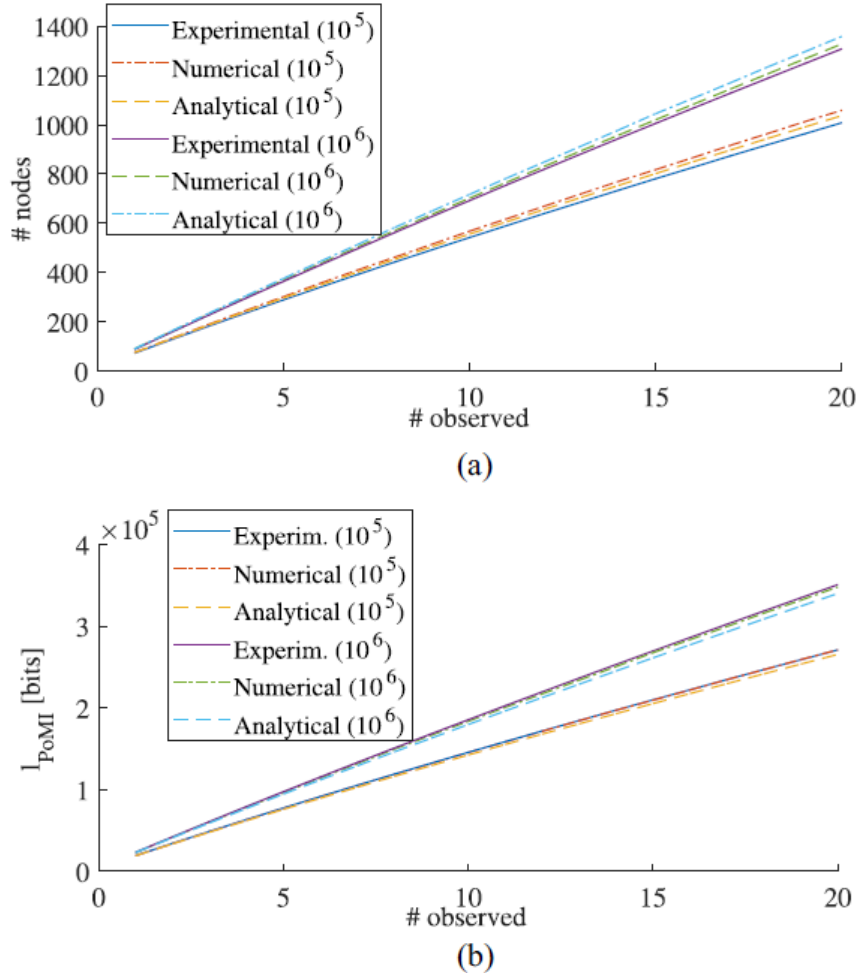 1400
1200
1000
800
600
400
200
0
# nodes
Experimental (10^5)
Numerical (10^5)
Analytical (10^5)
Experimental (10^6)
Numerical (10^6)
Analytical (10^6)
0 5 10 15 20
# observed
(a)
×10^5
4
3
2
1
0
l_PoMI [bits]
Experim. (10^5)
Numerical (10^5)
Analytical (10^5)
Experim. (10^6)
Numerical (10^6)
Analytical (10^6)
0 5 10 15 20
# observed
(b)